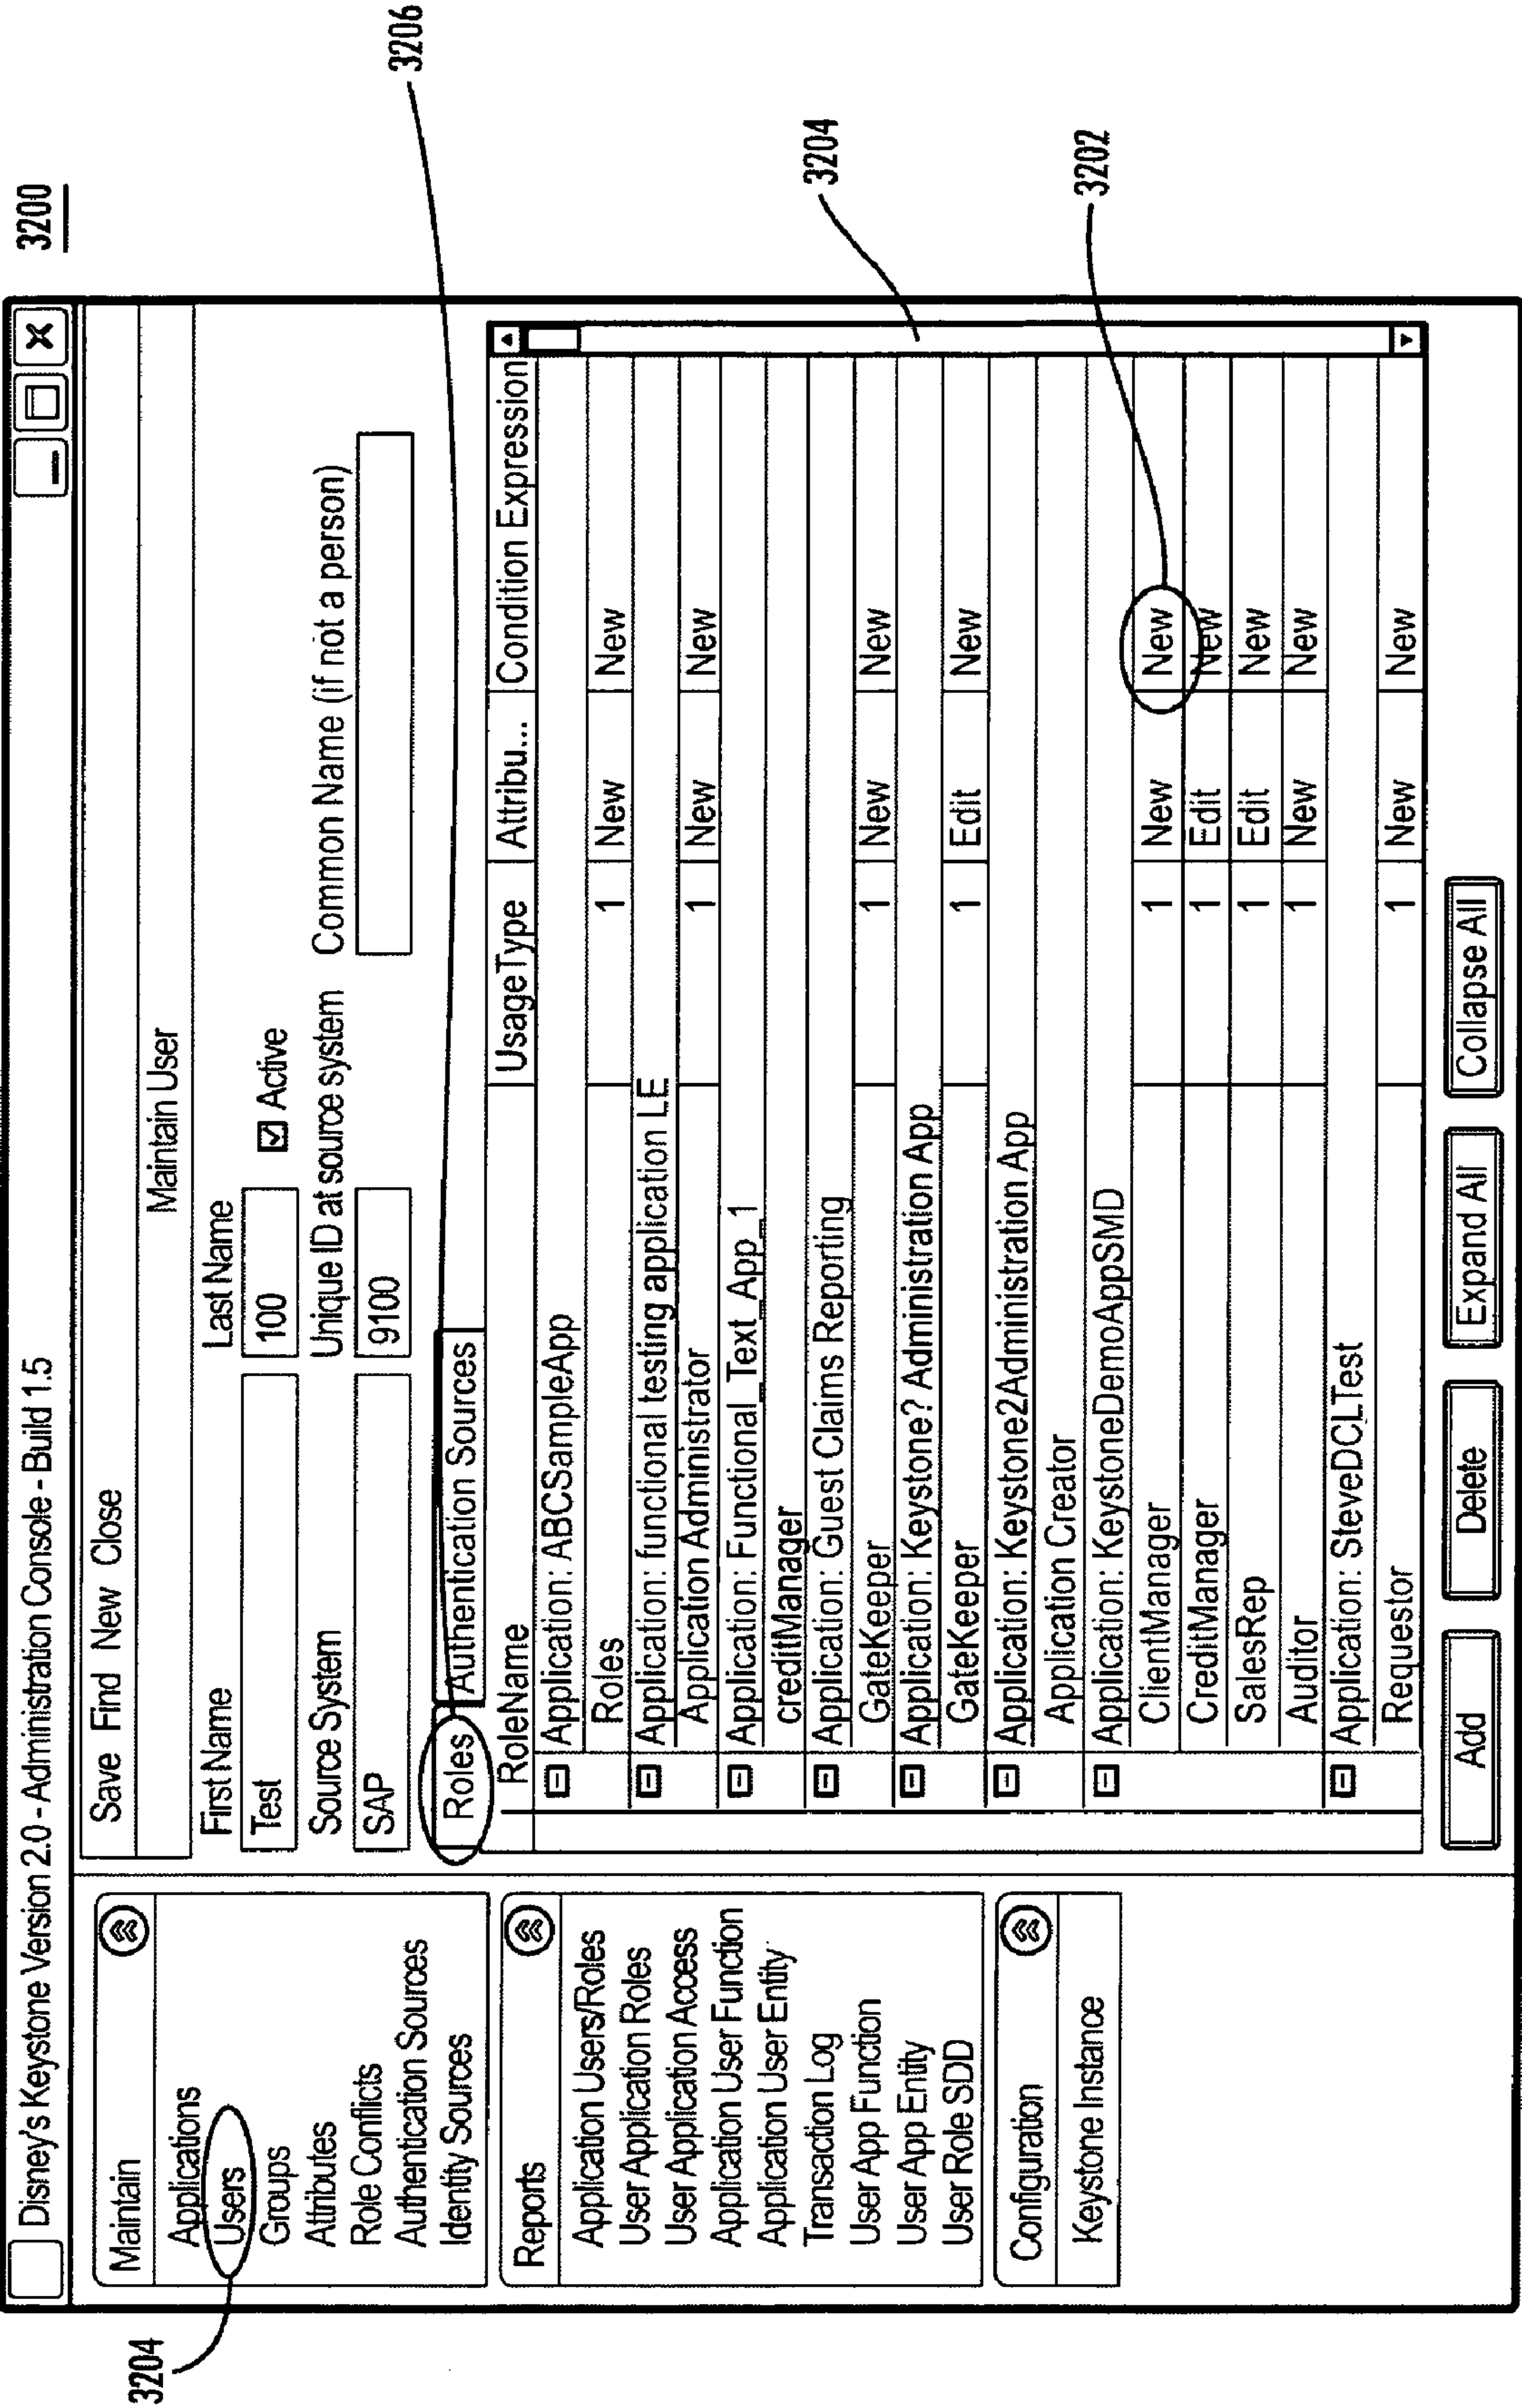 3200
Disney's Keystone Version 2.0 - Administration Console - Build 1.5
Maintain
Applications
Users
Groups
Attributes
Role Conflicts
Authentication Sources
Identity Sources
3204
Reports
Application Users/Roles
User Application Roles
User Application Access
Application User Function
Application User Entity
Transaction Log
User App Function
User App Entity
User Role SDD
Configuration
Keystone Instance
Save Find New Close
Maintain User
First Name Last Name
Test 100 Active
Source System Unique ID at source system Common Name (if not a person)
SAP 9100
Roles Authentication Sources
3206
RoleName UsageType Attribu... Condition Expression
Application: ABCSampleApp
Roles 1 New New
Application: functional testing application LE
Application Administrator 1 New New
Application: Functional_Text_App_1
creditManager
Application: Guest Claims Reporting
GateKeeper 1 New New
Application: Keystone? Administration App
GateKeeper 1 Edit New
Application: Keystone2Administration App
Application Creator
Application: KeystoneDemoAppSMD
ClientManager 1 New New
CreditManager 1 Edit New
SalesRep 1 Edit New
Auditor 1 New New
Application: SteveDCLTest
Requestor 1 New New
3204
3202
Add Delete Expand All Collapse All